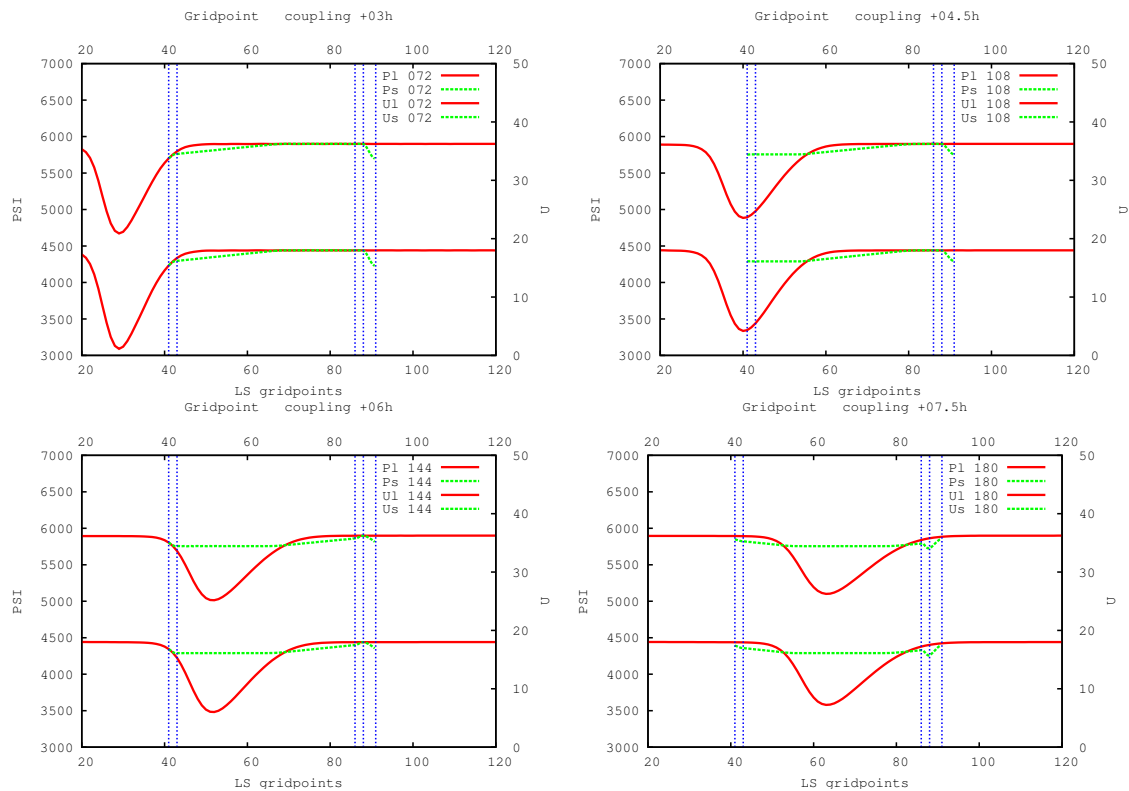 Gridpoint coupling +03h
20 40 60 80 100 120
7000 50
Pl 072
Ps 072
6500
Ul 072
40
Us 072
6000
5500
30
5000
PSI U
4500 20
4000
10
3500
3000 0
20 40 60 80 100 120
LS gridpoints
Gridpoint coupling +04.5h
20 40 60 80 100 120
7000 50
Pl 108
Ps 108
6500
Ul 108
40
Us 108
6000
5500
30
5000
PSI U
4500 20
4000
10
3500
3000 0
20 40 60 80 100 120
LS gridpoints
Gridpoint coupling +06h
20 40 60 80 100 120
7000 50
Pl 144
Ps 144
6500
Ul 144
40
Us 144
6000
5500
30
5000
PSI U
4500 20
4000
10
3500
3000 0
20 40 60 80 100 120
LS gridpoints
Gridpoint coupling +07.5h
20 40 60 80 100 120
7000 50
Pl 180
Ps 180
6500
Ul 180
40
Us 180
6000
5500
30
5000
PSI U
4500 20
4000
10
3500
3000 0
20 40 60 80 100 120
LS gridpoints